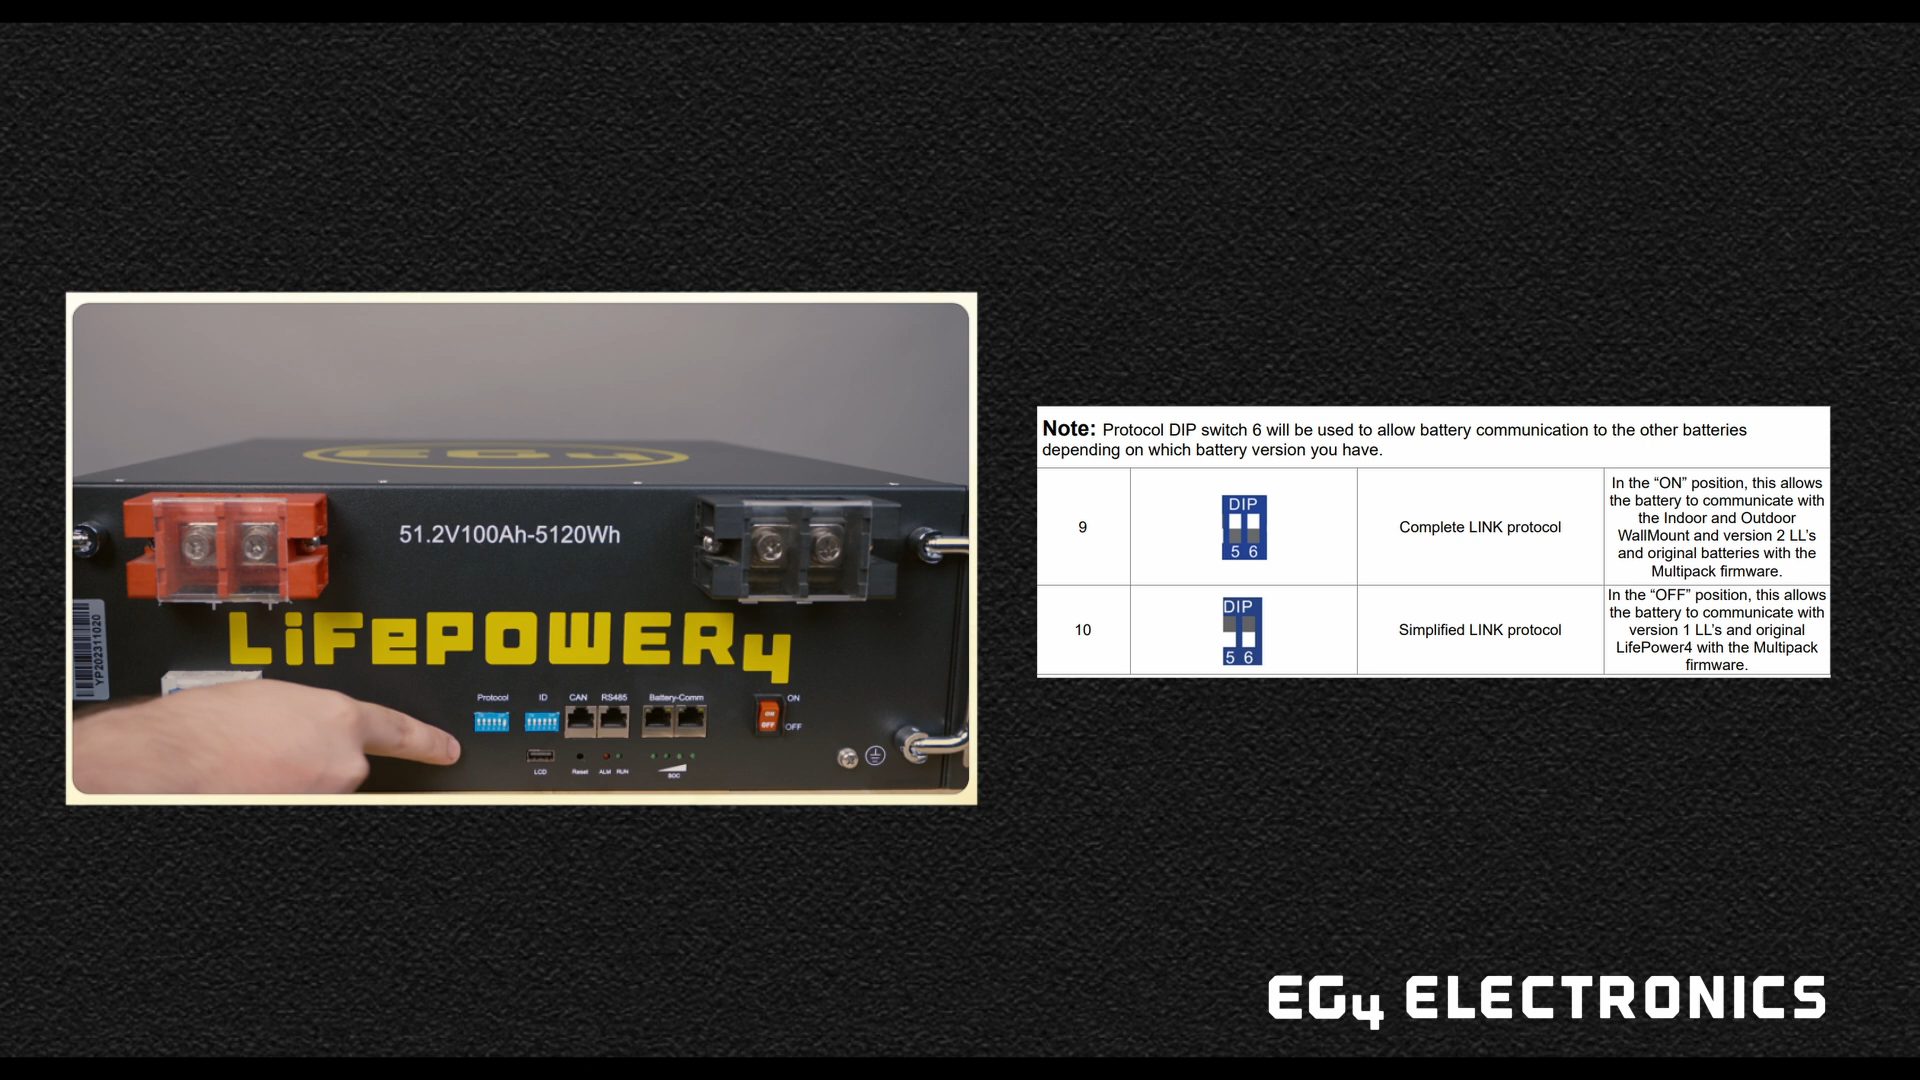 EG4
51.2V100Ah-5120Wh
LiFePOWER4
YP202311020
Protocol
ID
CAN
RS485
Battery-Comm
ON
OFF
ON
OFF
LCD
Reset
ALM
RUN
SOC
Note: Protocol DIP switch 6 will be used to allow battery communication to the other batteries
depending on which battery version you have.
9
DIP
5 6
Complete LINK protocol
In the “ON” position, this allows
the battery to communicate with
the Indoor and Outdoor
WallMount and version 2 LL’s
and original batteries with the
Multipack firmware.
10
DIP
5 6
Simplified LINK protocol
In the “OFF” position, this allows
the battery to communicate with
version 1 LL’s and original
LifePower4 with the Multipack
firmware.
EG4 ELECTRONICS